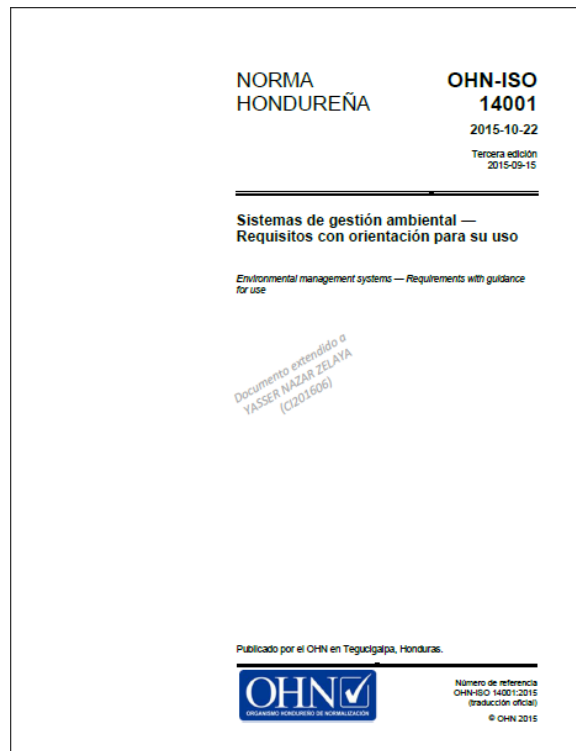 NORMA
HONDUREÑA
OHN-ISO
14001
2015-10-22
Tercera edición
2015-09-15
Sistemas de gestión ambiental —
Requisitos con orientación para su uso
Environmental management systems — Requirements with guidance
for use
Documento extendido a
YASSER NAZAR ZELAYA
(CI201606)
Publicado por el OHN en Tegucigalpa, Honduras.
OHN
ORGANISMO HONDUREÑO DE NORMALIZACIÓN
Número de referencia
OHN-ISO 14001:2015
(traducción oficial)
© OHN 2015